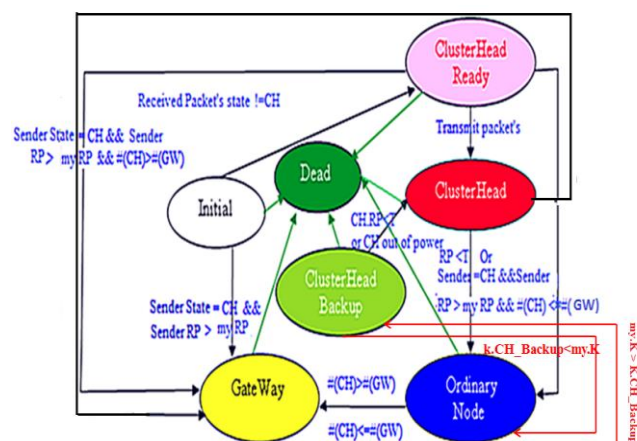 ClusterHead
Ready
Received Packet's state !=CH
Transmit packet's
Sender State = CH && Sender
RP > my RP && #(CH)>#(GW)
Dead
ClusterHead
Initial
CH.RP<T
or CH out of power
RP <T Or
Sender =CH &&Sender
RP > my RP && #(CH) <=#(GW)
ClusterHead
Backup
Sender State = CH &&
Sender RP > my RP
k.CH_Backup<my.K
my.K > K.CH_Backup
GateWay
#(CH)>#(GW)
#(CH)<=#(GW)
Ordinary
Node